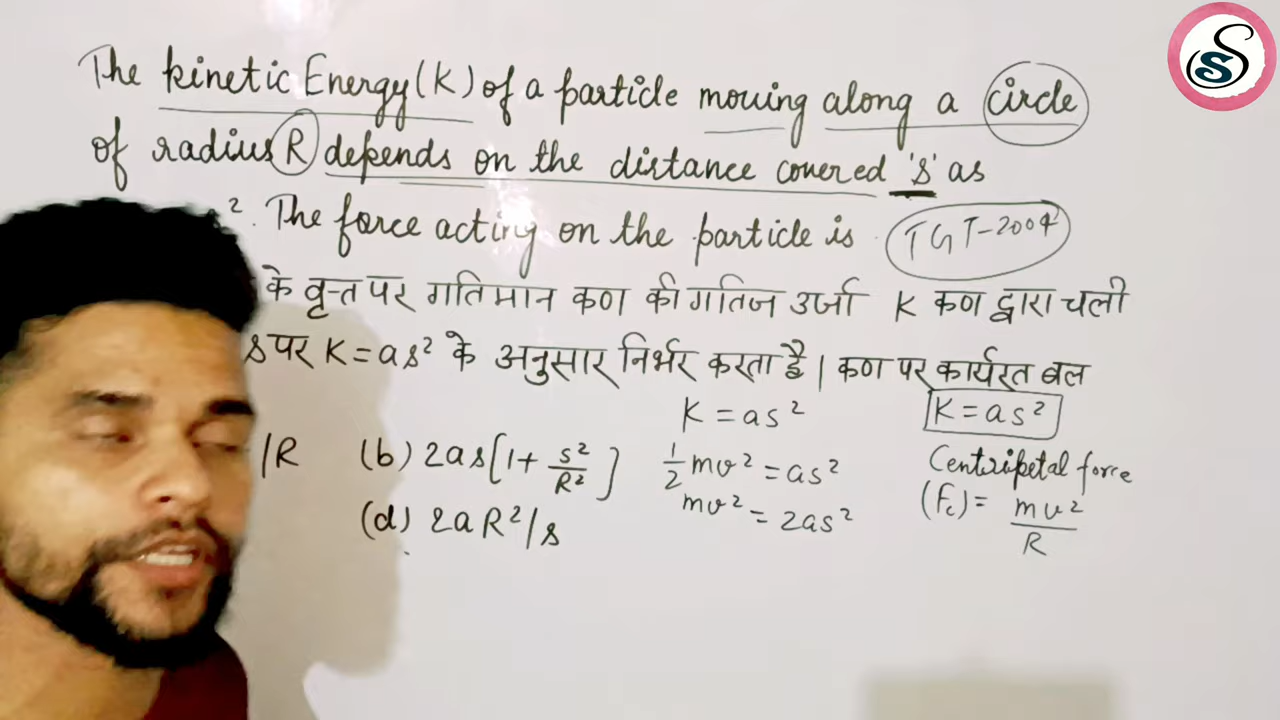 The kinetic Energy (K) of a particle moving along a circle
of radius R depends on the distance covered 's' as
². The force acting on the particle is TGT-2004
के वृत्त पर गतिमान कण की गतिज उर्जा K कण द्वारा चली
s पर K = as² के अनुसार निर्भर करता है। कण पर कार्यरत बल
/R
(b) 2as[1 + s²/R²]
(d) 2aR²/s
K = as²
½mv² = as²
mv² = 2as²
K = as²
Centripetal force
(Fc) = mv²/R
S
S